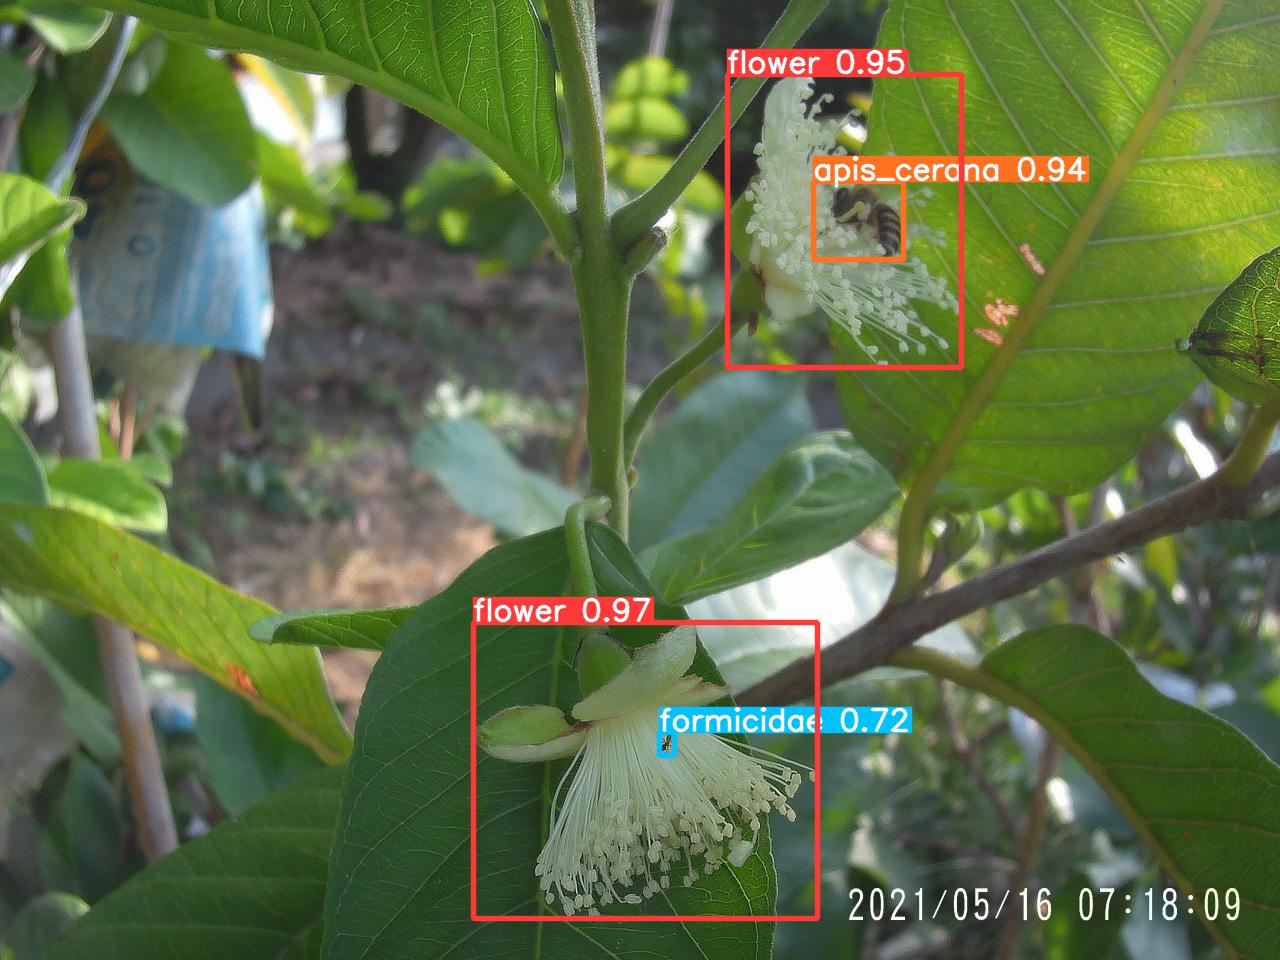 flower 0.95
apis_cerana 0.94
flower 0.97
formicidae 0.72
2021/05/16 07:18:09